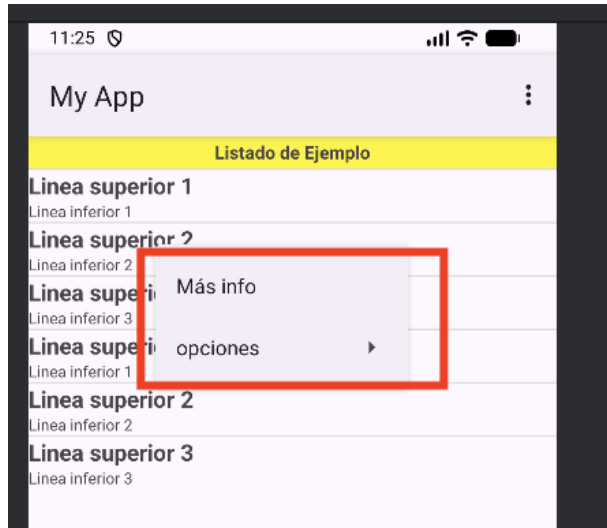 11:25
My App
Listado de Ejemplo
Linea superior 1
Linea inferior 1
Linea superior 2
Linea inferior 2
Linea
Linea inferior 3
Linea
Linea inferior 1
Más info
opciones
Linea superior 2
Linea inferior 2
Linea superior 3
Linea inferior 3